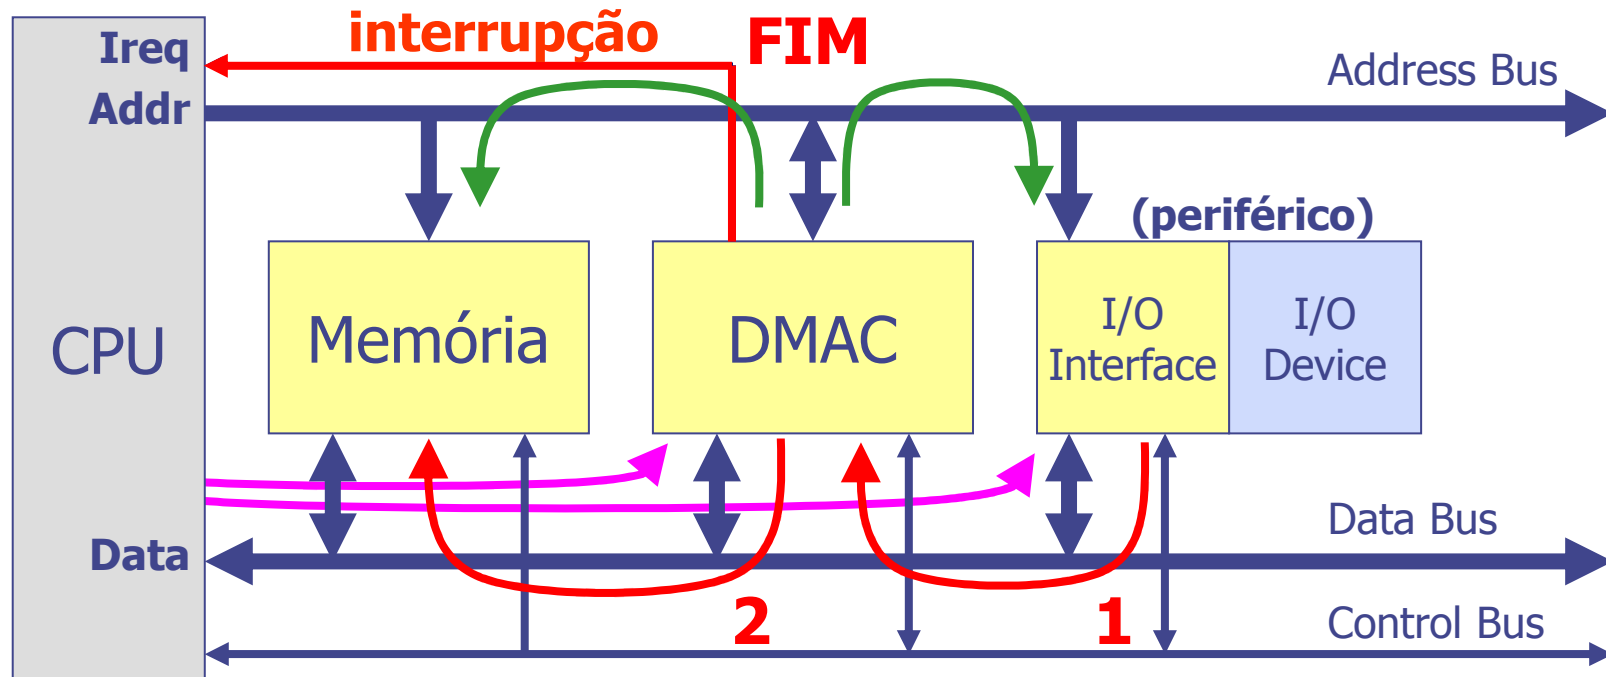 interrupção
FIM
Ireq
Address Bus
Addr
(periférico)
CPU
Memória
DMAC
I/O
Interface
I/O
Device
Data Bus
Data
2
1
Control Bus